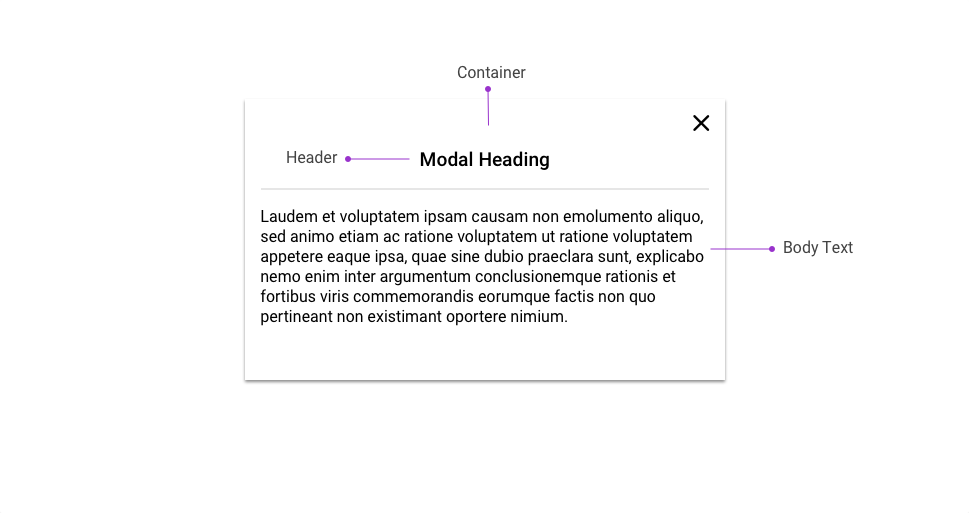 Container
Header
Modal Heading
Laudem et voluptatem ipsam causam non emolumento aliquo,
sed animo etiam ac ratione voluptatem ut ratione voluptatem
appetere eaque ipsa, quae sine dubio praeclara sunt, explicabo
nemo enim inter argumentum conclusionemque rationis et
fortibus viris commemorandis eorumque factis non quo
pertineant non existimant oportere nimium.
Body Text